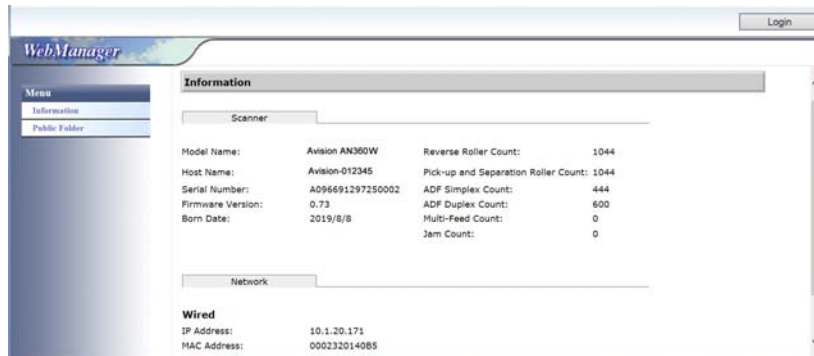 Login
WebManager
Menu
Information
Public Folder
Information
Scanner
Model Name: Avision AN360W Reverse Roller Count: 1044
Host Name: Avision-012345 Pick-up and Separation Roller Count: 1044
Serial Number: A096691297250002 ADF Simplex Count: 444
Firmware Version: 0.73 ADF Duplex Count: 600
Born Date: 2019/8/8 Multi-Feed Count: 0
Jam Count: 0
Network
Wired
IP Address: 10.1.20.171
MAC Address: 0002320140B5